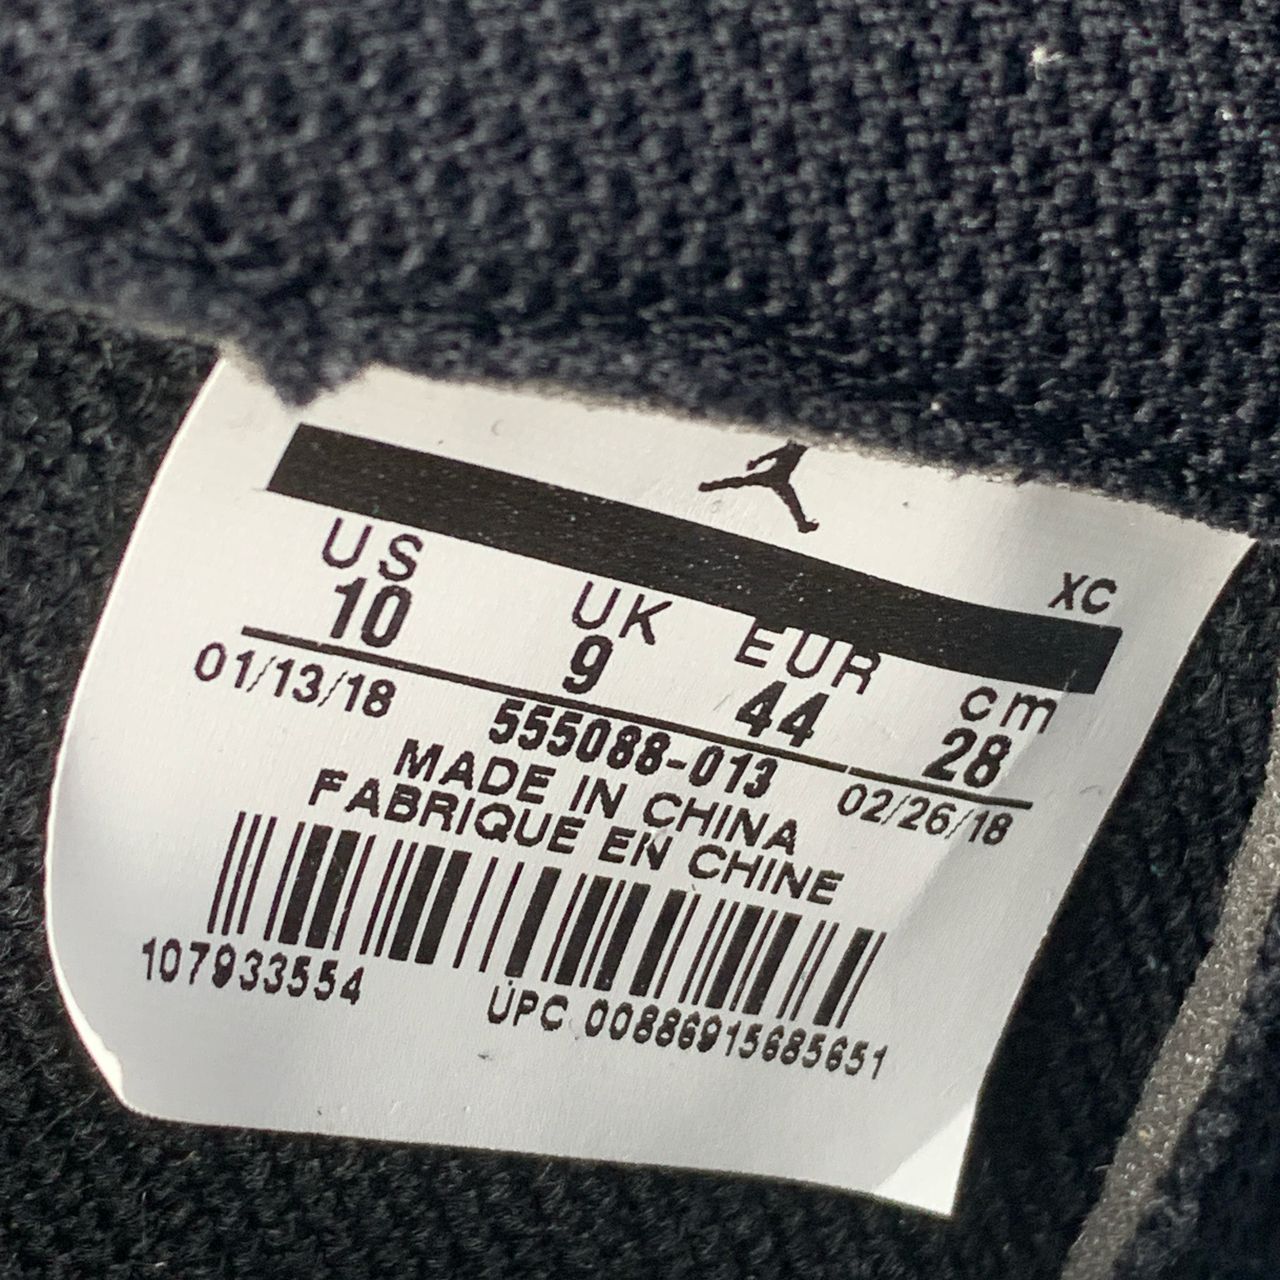 XC
US UK EUR cm
10 9 44 28
01/13/18 555088-013 02/26/18
MADE IN CHINA
FABRIQUE EN CHINE
107933554 UPC 00886915685651